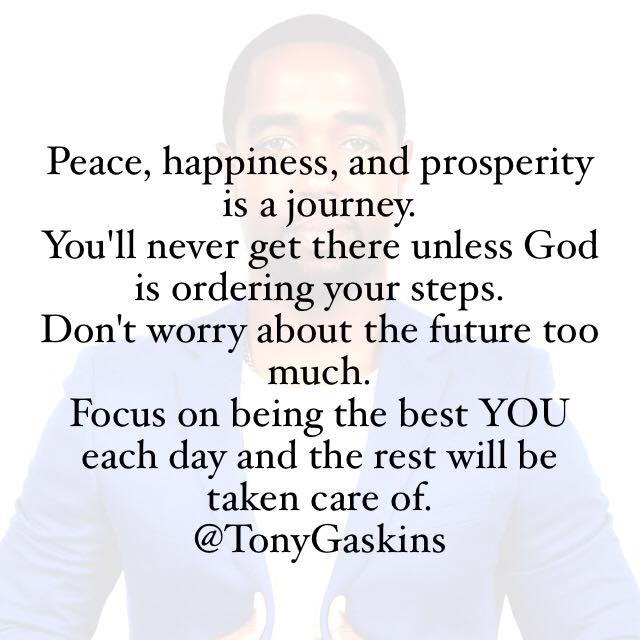 Peace, happiness, and prosperity
is a journey.
You'll never get there unless God
is ordering your steps.
Don't worry about the future too
much.
Focus on being the best YOU
each day and the rest will be
taken care of.
@TonyGaskins